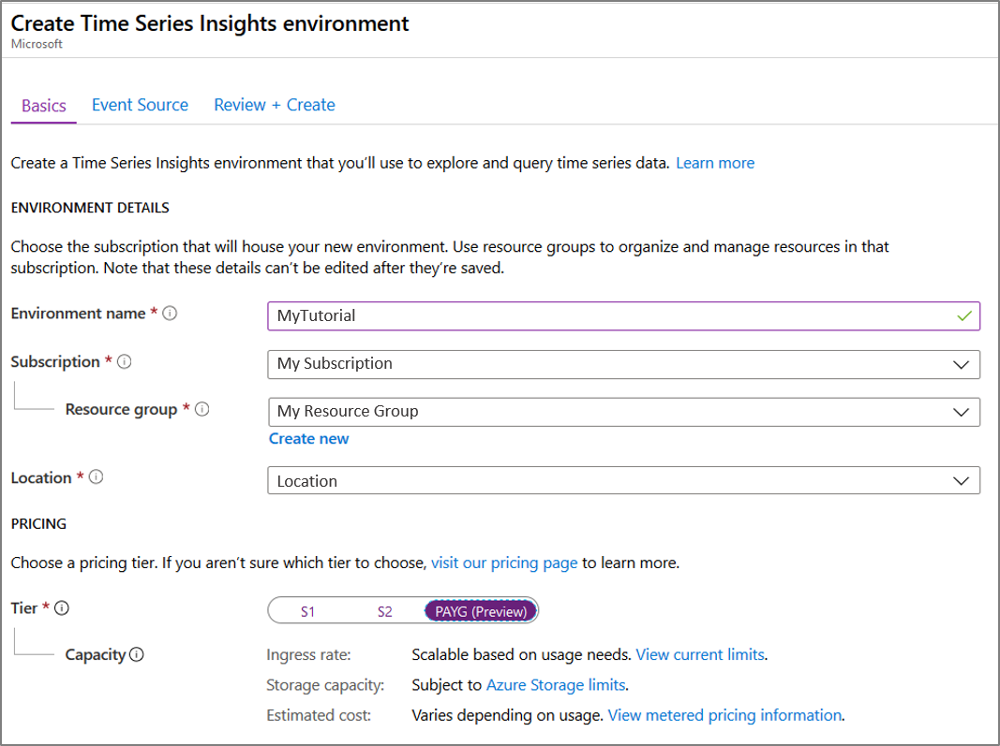 Create Time Series Insights environment
Microsoft
Basics Event Source Review + Create
Create a Time Series Insights environment that you’ll use to explore and query time series data. Learn more
ENVIRONMENT DETAILS
Choose the subscription that will house your new environment. Use resource groups to organize and manage resources in that
subscription. Note that these details can’t be edited after they’re saved.
Environment name * MyTutorial
Subscription * My Subscription
Resource group * My Resource Group
Create new
Location * Location
PRICING
Choose a pricing tier. If you aren’t sure which tier to choose, visit our pricing page to learn more.
Tier * S1 S2 PAYG (Preview)
Capacity Ingress rate: Scalable based on usage needs. View current limits.
Storage capacity: Subject to Azure Storage limits.
Estimated cost: Varies depending on usage. View metered pricing information.